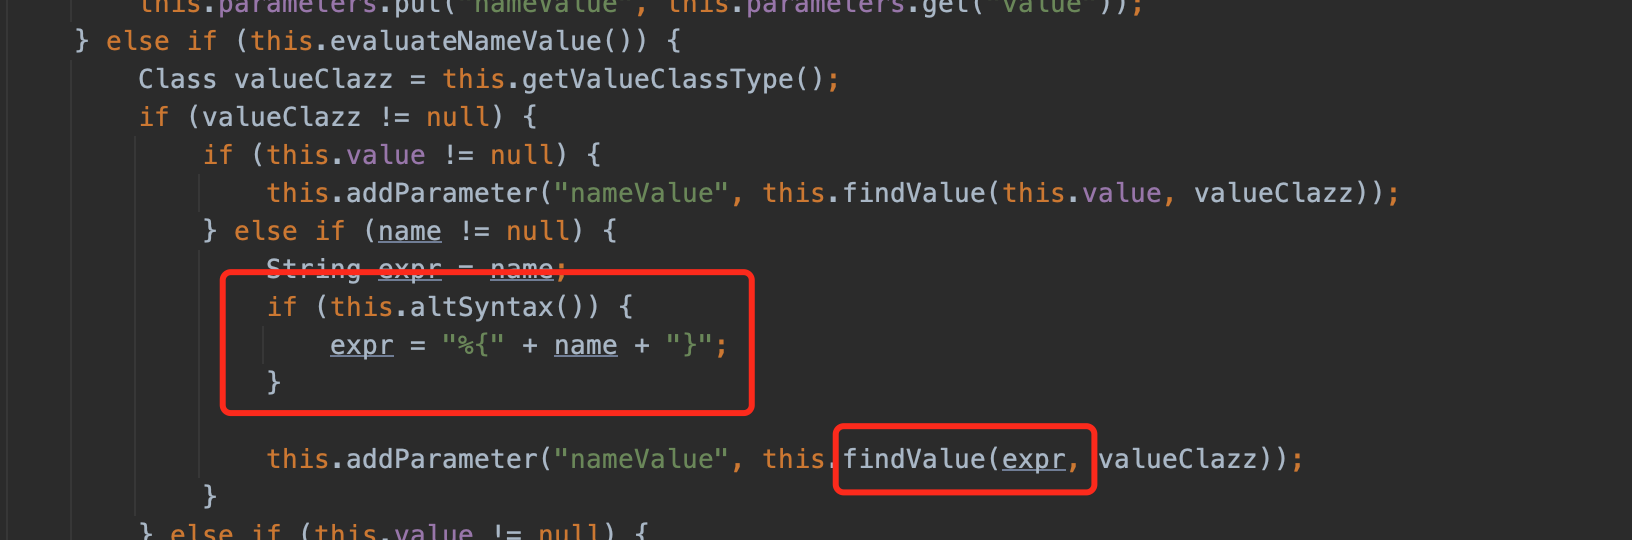 this.parameters.put("nameValue", this.parameters.get("value"));
} else if (this.evaluateNameValue()) {
Class valueClazz = this.getValueClassType();
if (valueClazz != null) {
if (this.value != null) {
this.addParameter("nameValue", this.findValue(this.value, valueClazz));
} else if (name != null) {
String expr = name;
if (this.altSyntax()) {
expr = "%{" + name + "}";
}
this.addParameter("nameValue", this.findValue(expr, valueClazz));
}
} else if (this.value != null) {